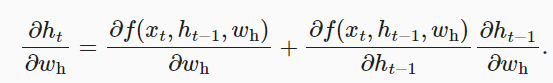 ∂h_t/∂w_h = ∂f(x_t, h_{t−1}, w_h)/∂w_h + ∂f(x_t, h_{t−1}, w_h)/∂h_{t−1} ∂h_{t−1}/∂w_h.